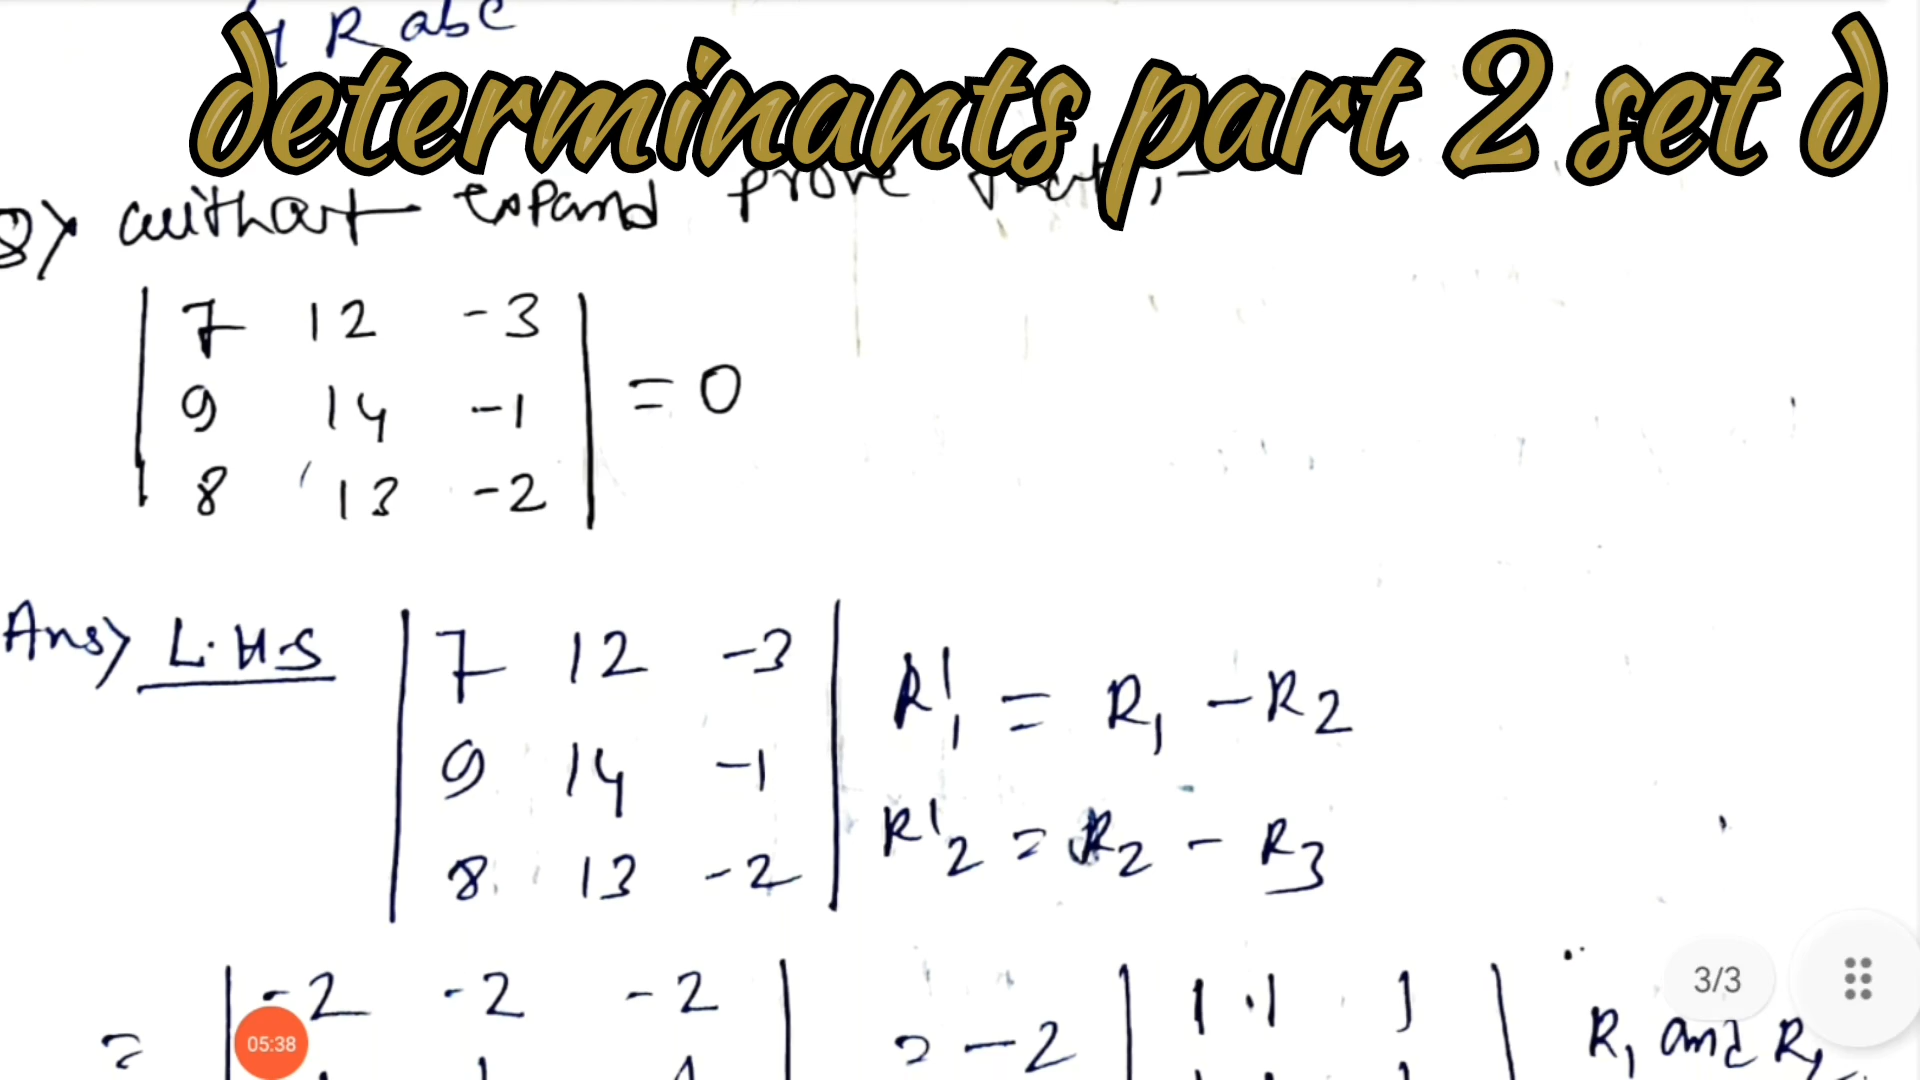 R abc
determinants part 2 set d
Q) without expand prove that :-
7 12 -3
9 14 -1 = 0
8 13 -2
Ans) L.H.S 7 12 -3 R'1 = R1 - R2
9 14 -1
8 13 -2 R'2 = R2 - R3
3/3
= -2 -2 -2 = -2 1 1 1 R1 and R
05:38